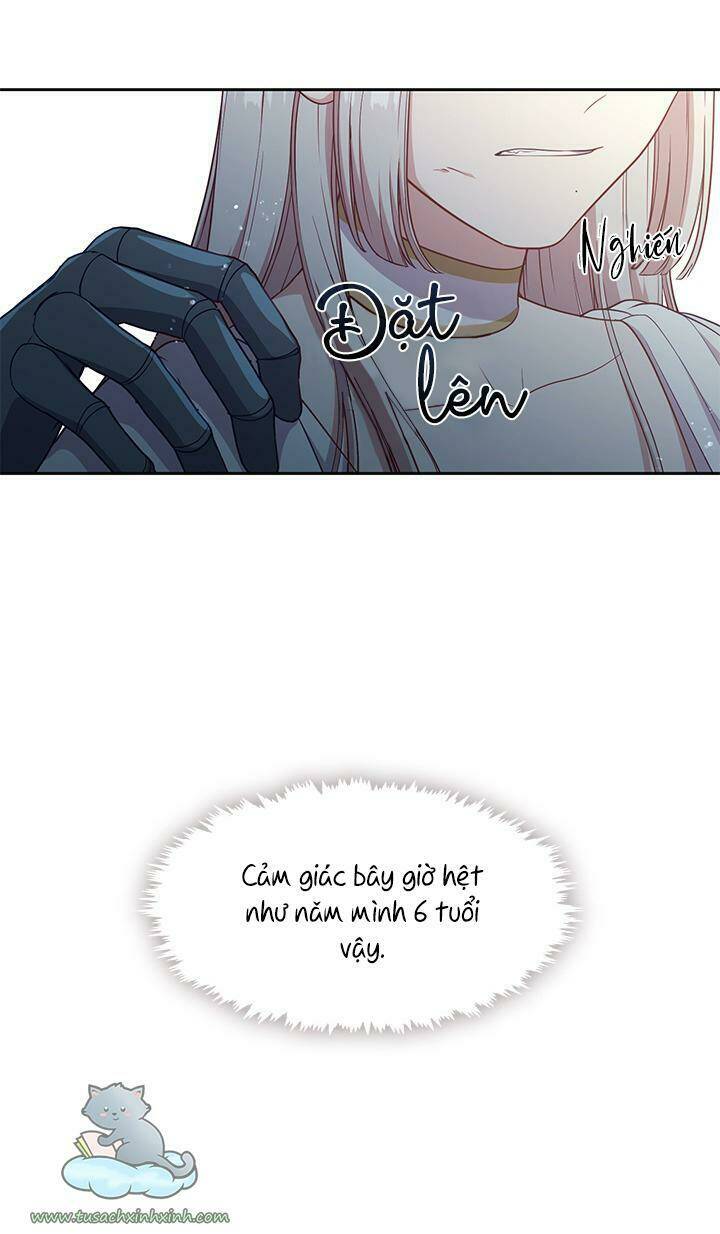 Nghiến
Đặt
lên
Cảm giác bây giờ hệt
như năm mình 6 tuổi
vậy.
www.tusachxinhxinh.com